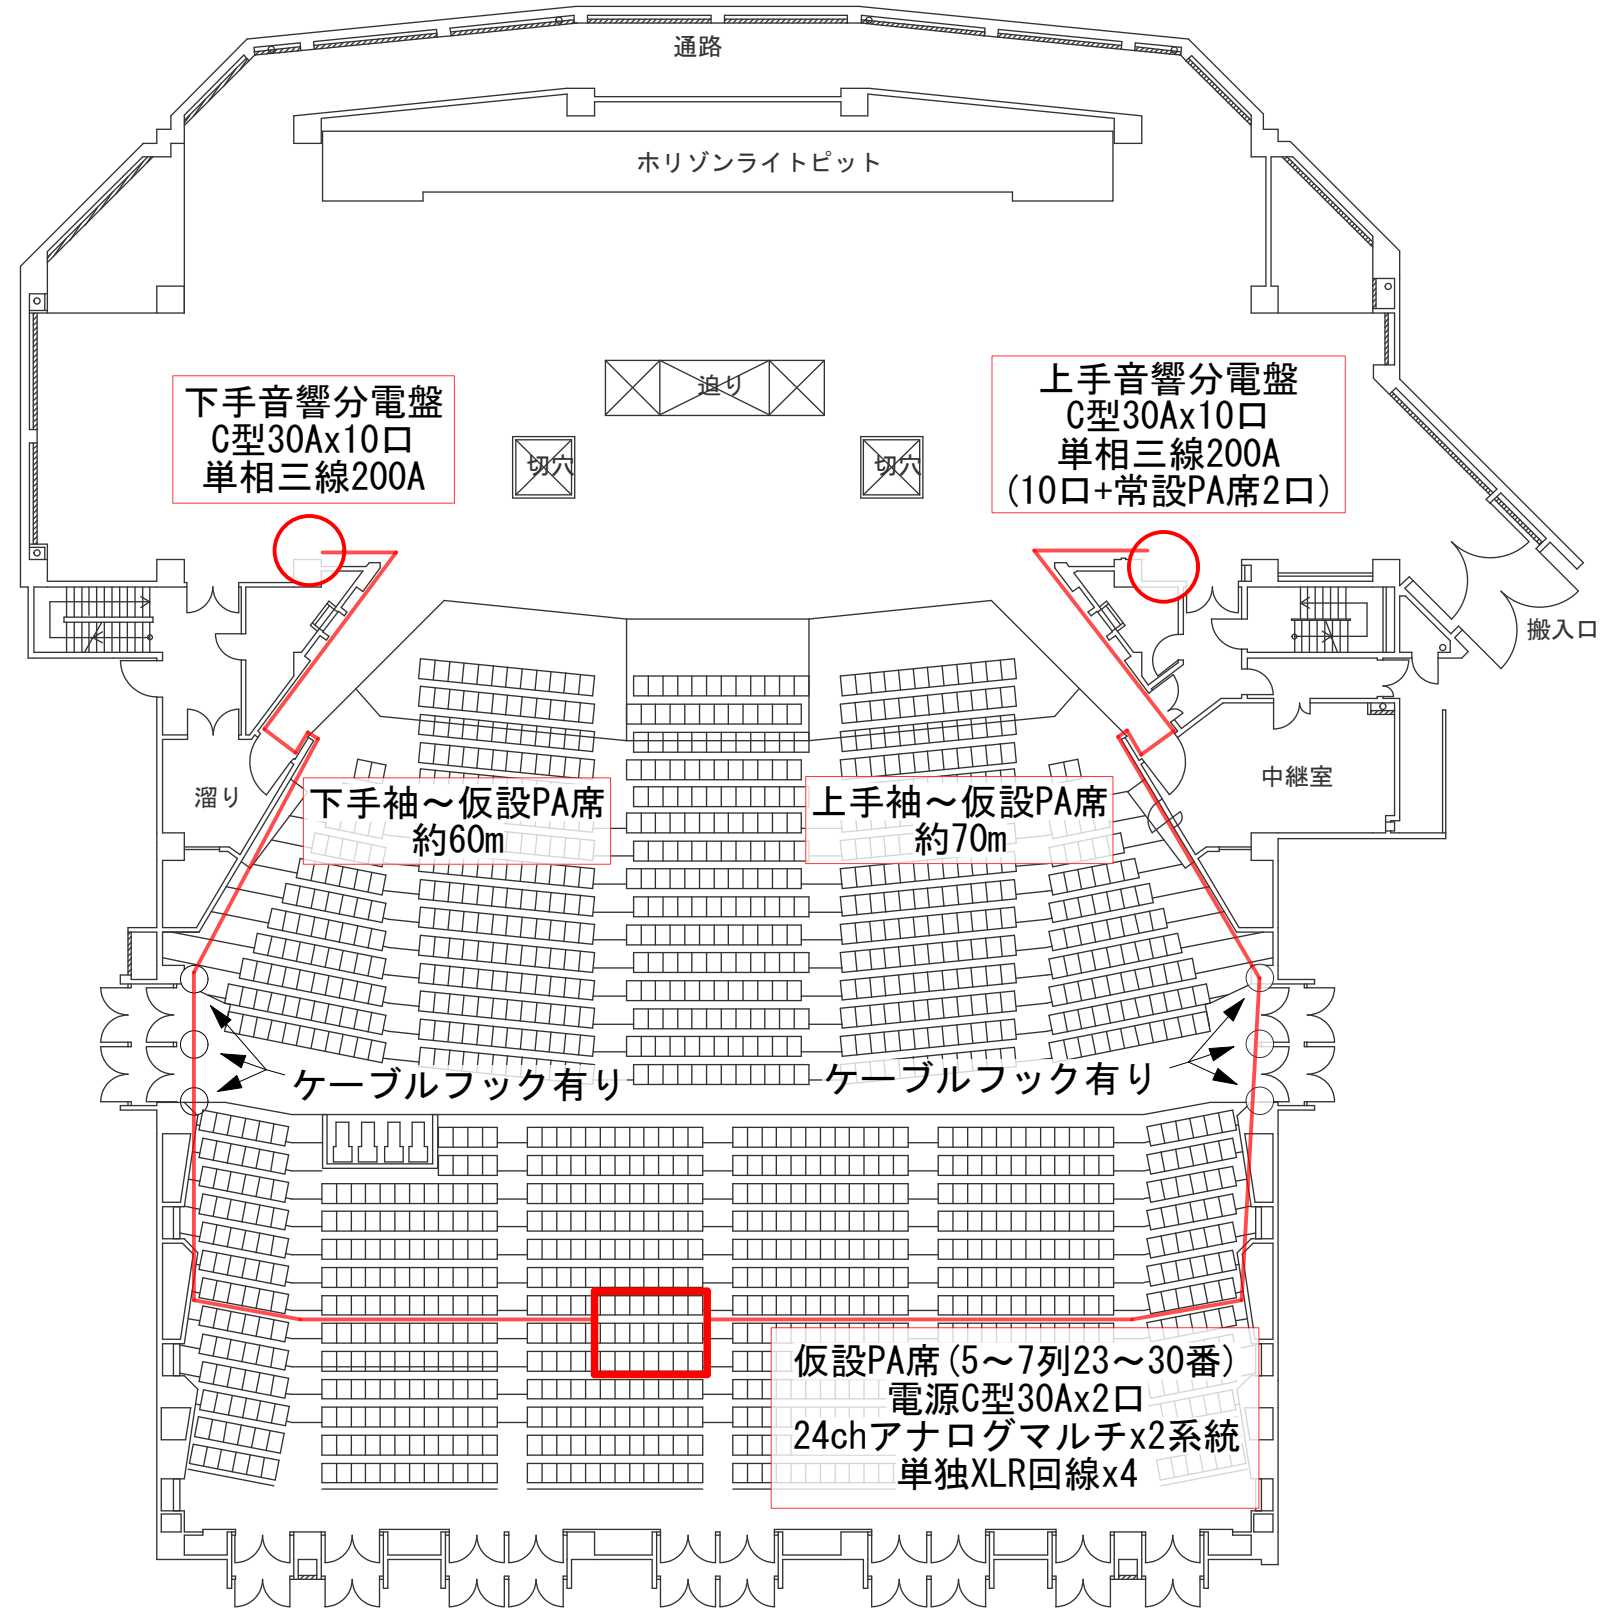 通路
ホリゾンライトピット
迫り
切穴
切穴
下手音響分電盤
C型30Ax10口
単相三線200A
上手音響分電盤
C型30Ax10口
単相三線200A
(10口+常設PA席2口)
搬入口
溜り
中継室
下手袖～仮設PA席
約60m
上手袖～仮設PA席
約70m
ケーブルフック有り
ケーブルフック有り
仮設PA席(5～7列23～30番)
電源C型30Ax2口
24chアナログマルチx2系統
単独XLR回線x4